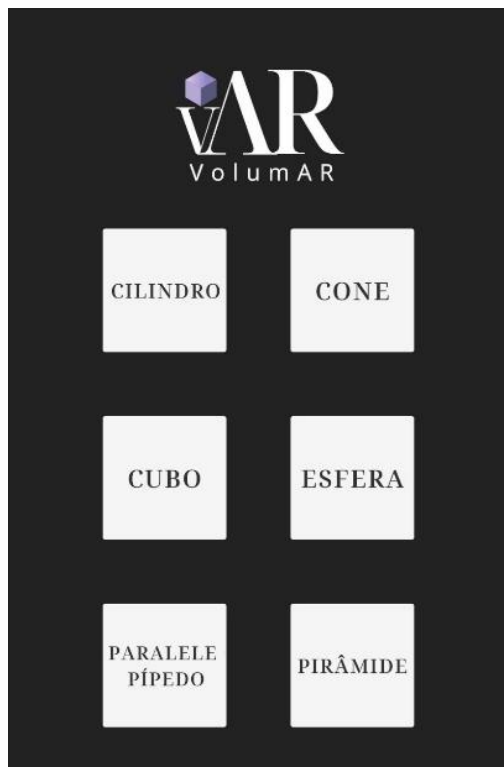 vAR
VolumAR
CILINDRO
CONE
CUBO
ESFERA
PARALELE
PÍPEDO
PIRÂMIDE